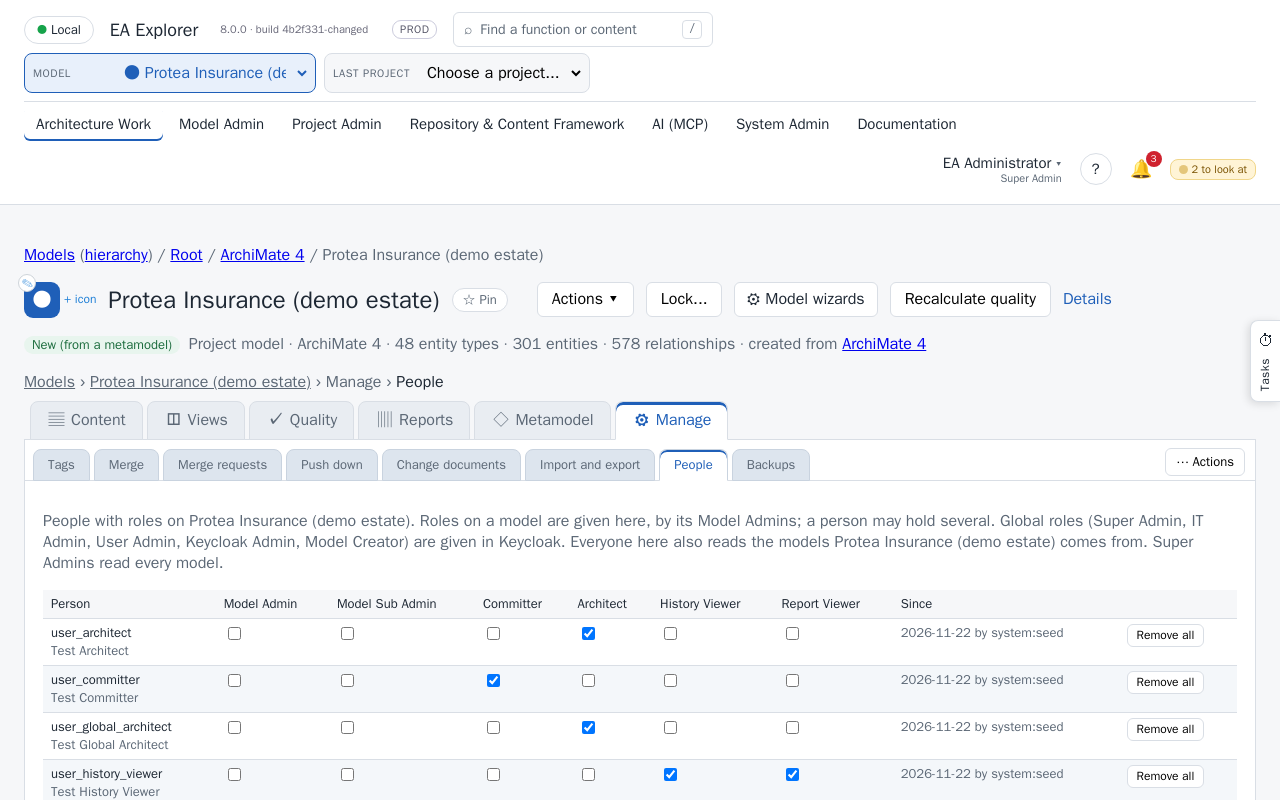 Local
EA Explorer
8.0.0 · build 4b2f331-changed
PROD
Find a function or content
/
MODEL
Protea Insurance (de
LAST PROJECT
Choose a project...
Architecture Work
Model Admin
Project Admin
Repository & Content Framework
AI (MCP)
System Admin
Documentation
EA Administrator ▾
Super Admin
?
3
2 to look at
Models (hierarchy) / Root / ArchiMate 4 / Protea Insurance (demo estate)
+ icon
Protea Insurance (demo estate)
☆ Pin
Actions ▾
Lock...
⚙ Model wizards
Recalculate quality
Details
New (from a metamodel)
Project model · ArchiMate 4 · 48 entity types · 301 entities · 578 relationships · created from ArchiMate 4
Models › Protea Insurance (demo estate) › Manage › People
Content
Views
✓ Quality
Reports
Metamodel
⚙ Manage
Tasks
Tags
Merge
Merge requests
Push down
Change documents
Import and export
People
Backups
··· Actions
People with roles on Protea Insurance (demo estate). Roles on a model are given here, by its Model Admins; a person may hold several. Global roles (Super Admin, IT
Admin, User Admin, Keycloak Admin, Model Creator) are given in Keycloak. Everyone here also reads the models Protea Insurance (demo estate) comes from. Super
Admins read every model.
Person Model Admin Model Sub Admin Committer Architect History Viewer Report Viewer Since
user_architect 2026-11-22 by system:seed Remove all
Test Architect
user_committer 2026-11-22 by system:seed Remove all
Test Committer
user_global_architect 2026-11-22 by system:seed Remove all
Test Global Architect
user_history_viewer 2026-11-22 by system:seed Remove all
Test History Viewer